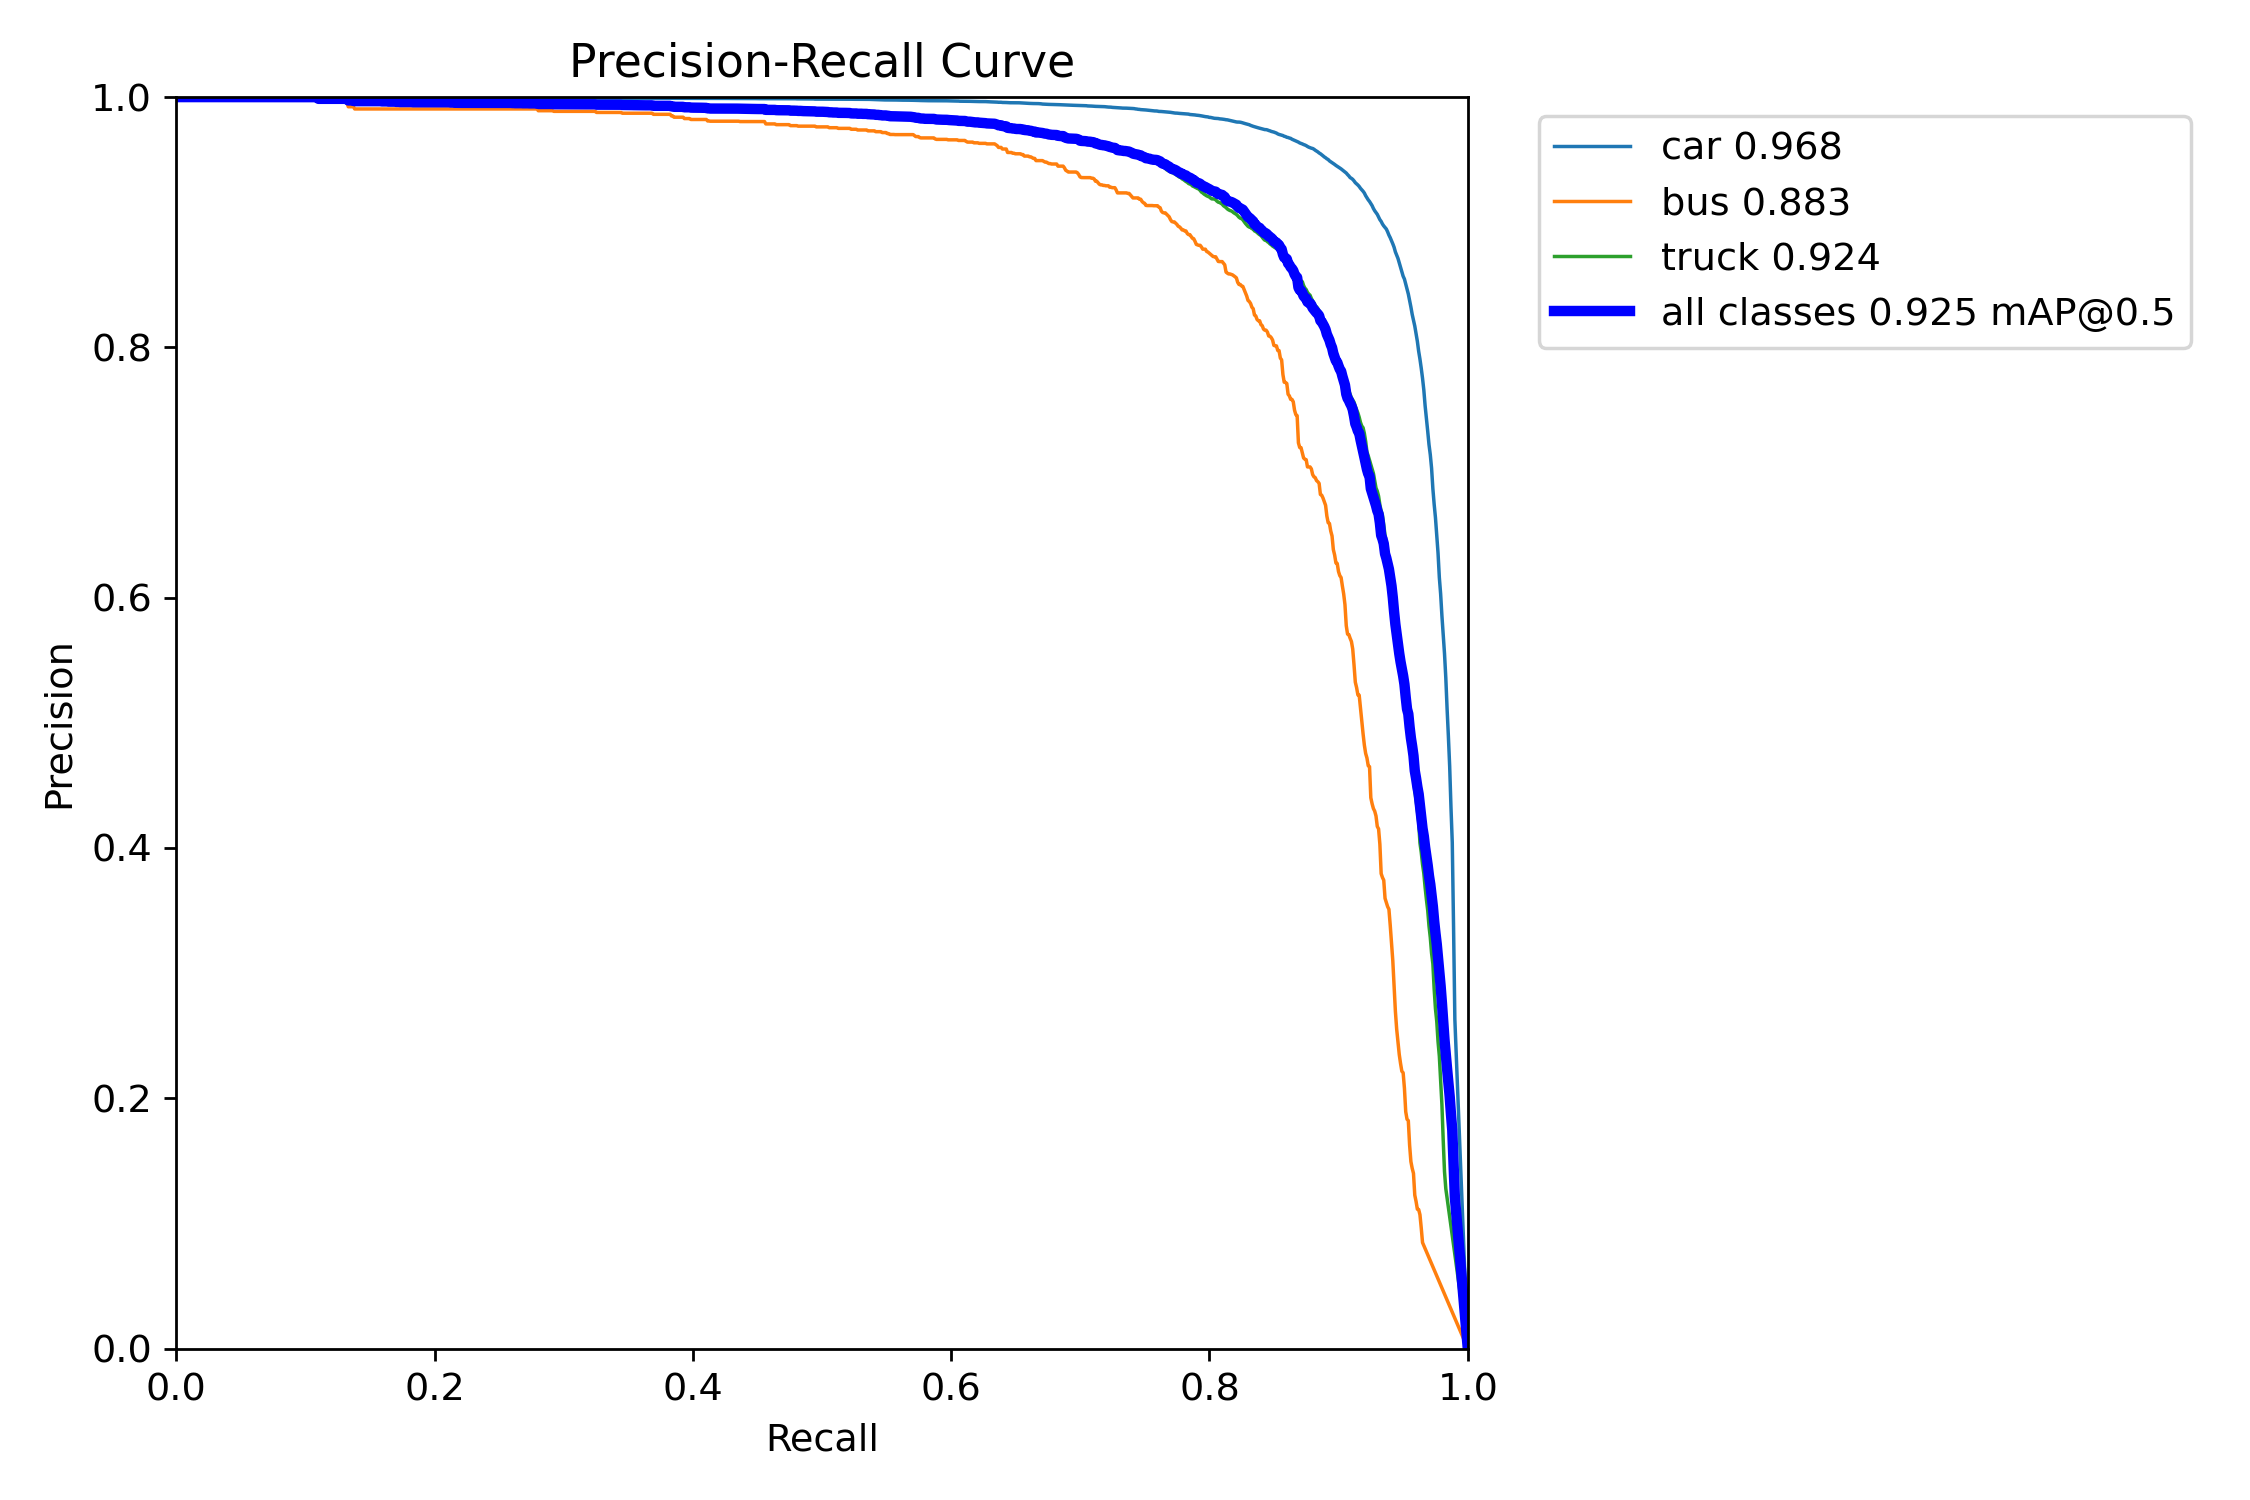 Precision-Recall Curve
1.0
0.8
0.6
0.4
0.2
0.0
Precision
0.0 0.2 0.4 0.6 0.8 1.0
Recall
car 0.968
bus 0.883
truck 0.924
all classes 0.925 mAP@0.5